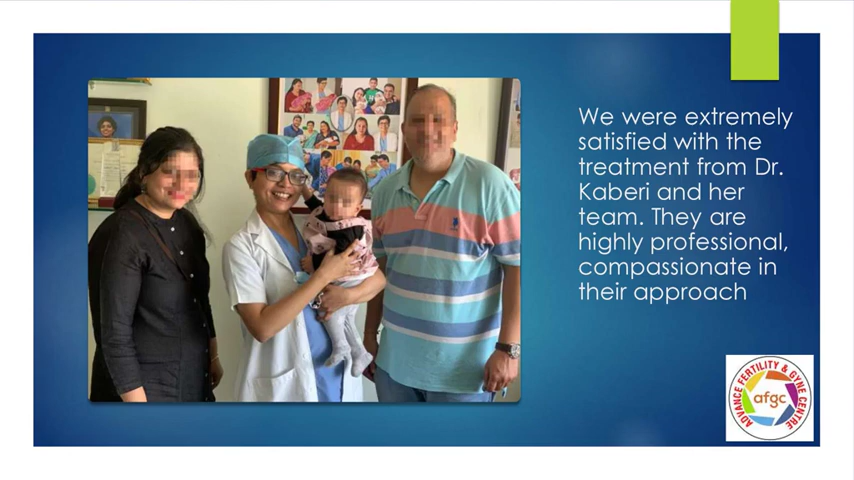 We were extremely
satisfied with the
treatment from Dr.
Kaberi and her
team. They are
highly professional,
compassionate in
their approach
ADVANCE FERTILITY & GYNE CENTRE
afgc